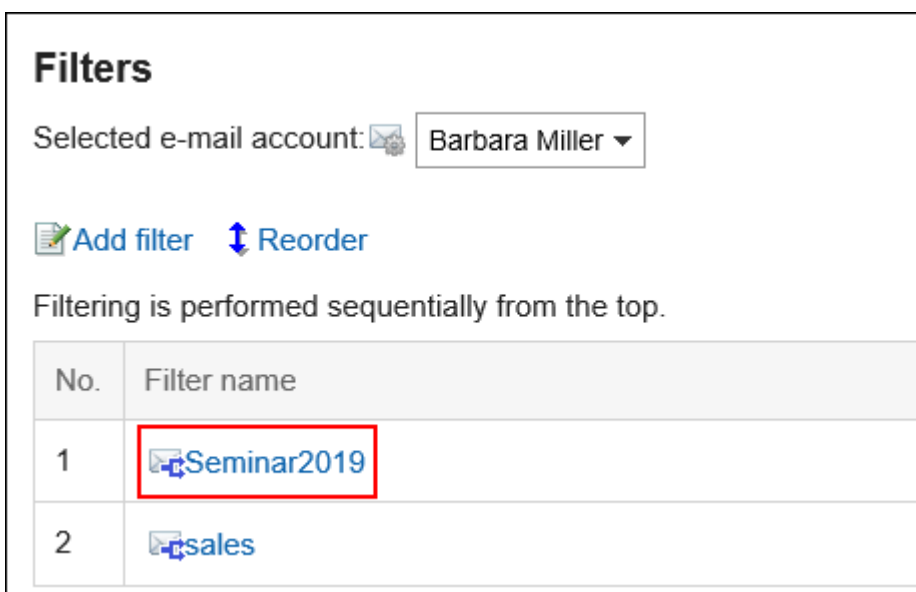 Filters
Selected e-mail account: Barbara Miller
Add filter Reorder
Filtering is performed sequentially from the top.
No. Filter name
1 Seminar2019
2 sales